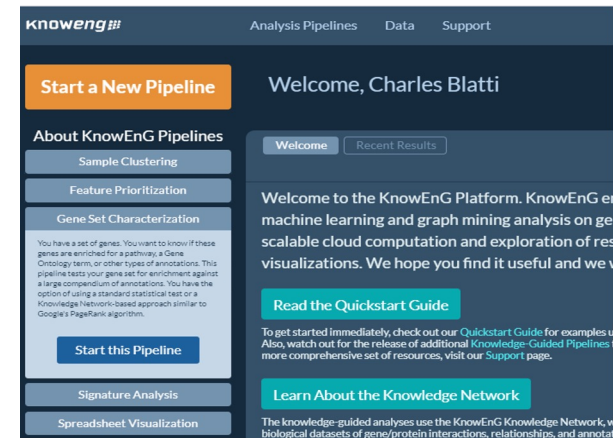 KnowEnG
Analysis Pipelines Data Support
Start a New Pipeline
Welcome, Charles Blatti
About KnowEnG Pipelines
Sample Clustering
Feature Prioritization
Gene Set Characterization
You have a set of genes. You want to know if these
genes are enriched for a pathway, a Gene
Ontology term, or other types of annotations. This
pipeline tests your gene set for enrichment against
a large compendium of annotations. You have the
option of using a standard statistical test or a
Knowledge Network-based approach similar to
Google's PageRank algorithm.
Start this Pipeline
Signature Analysis
Spreadsheet Visualization
Welcome Recent Results
Welcome to the KnowEnG Platform. KnowEnG en
machine learning and graph mining analysis on ge
scalable cloud computation and exploration of res
visualizations. We hope you find it useful and we w
Read the Quickstart Guide
To get started immediately, check out our Quickstart Guide for examples u
Also, watch out for the release of additional Knowledge-Guided Pipelines
more comprehensive set of resources, visit our Support page.
Learn About the Knowledge Network
The knowledge-guided analyses use the KnowEnG Knowledge Network,
biological datasets of gene/protein interactions, relationships, and annota